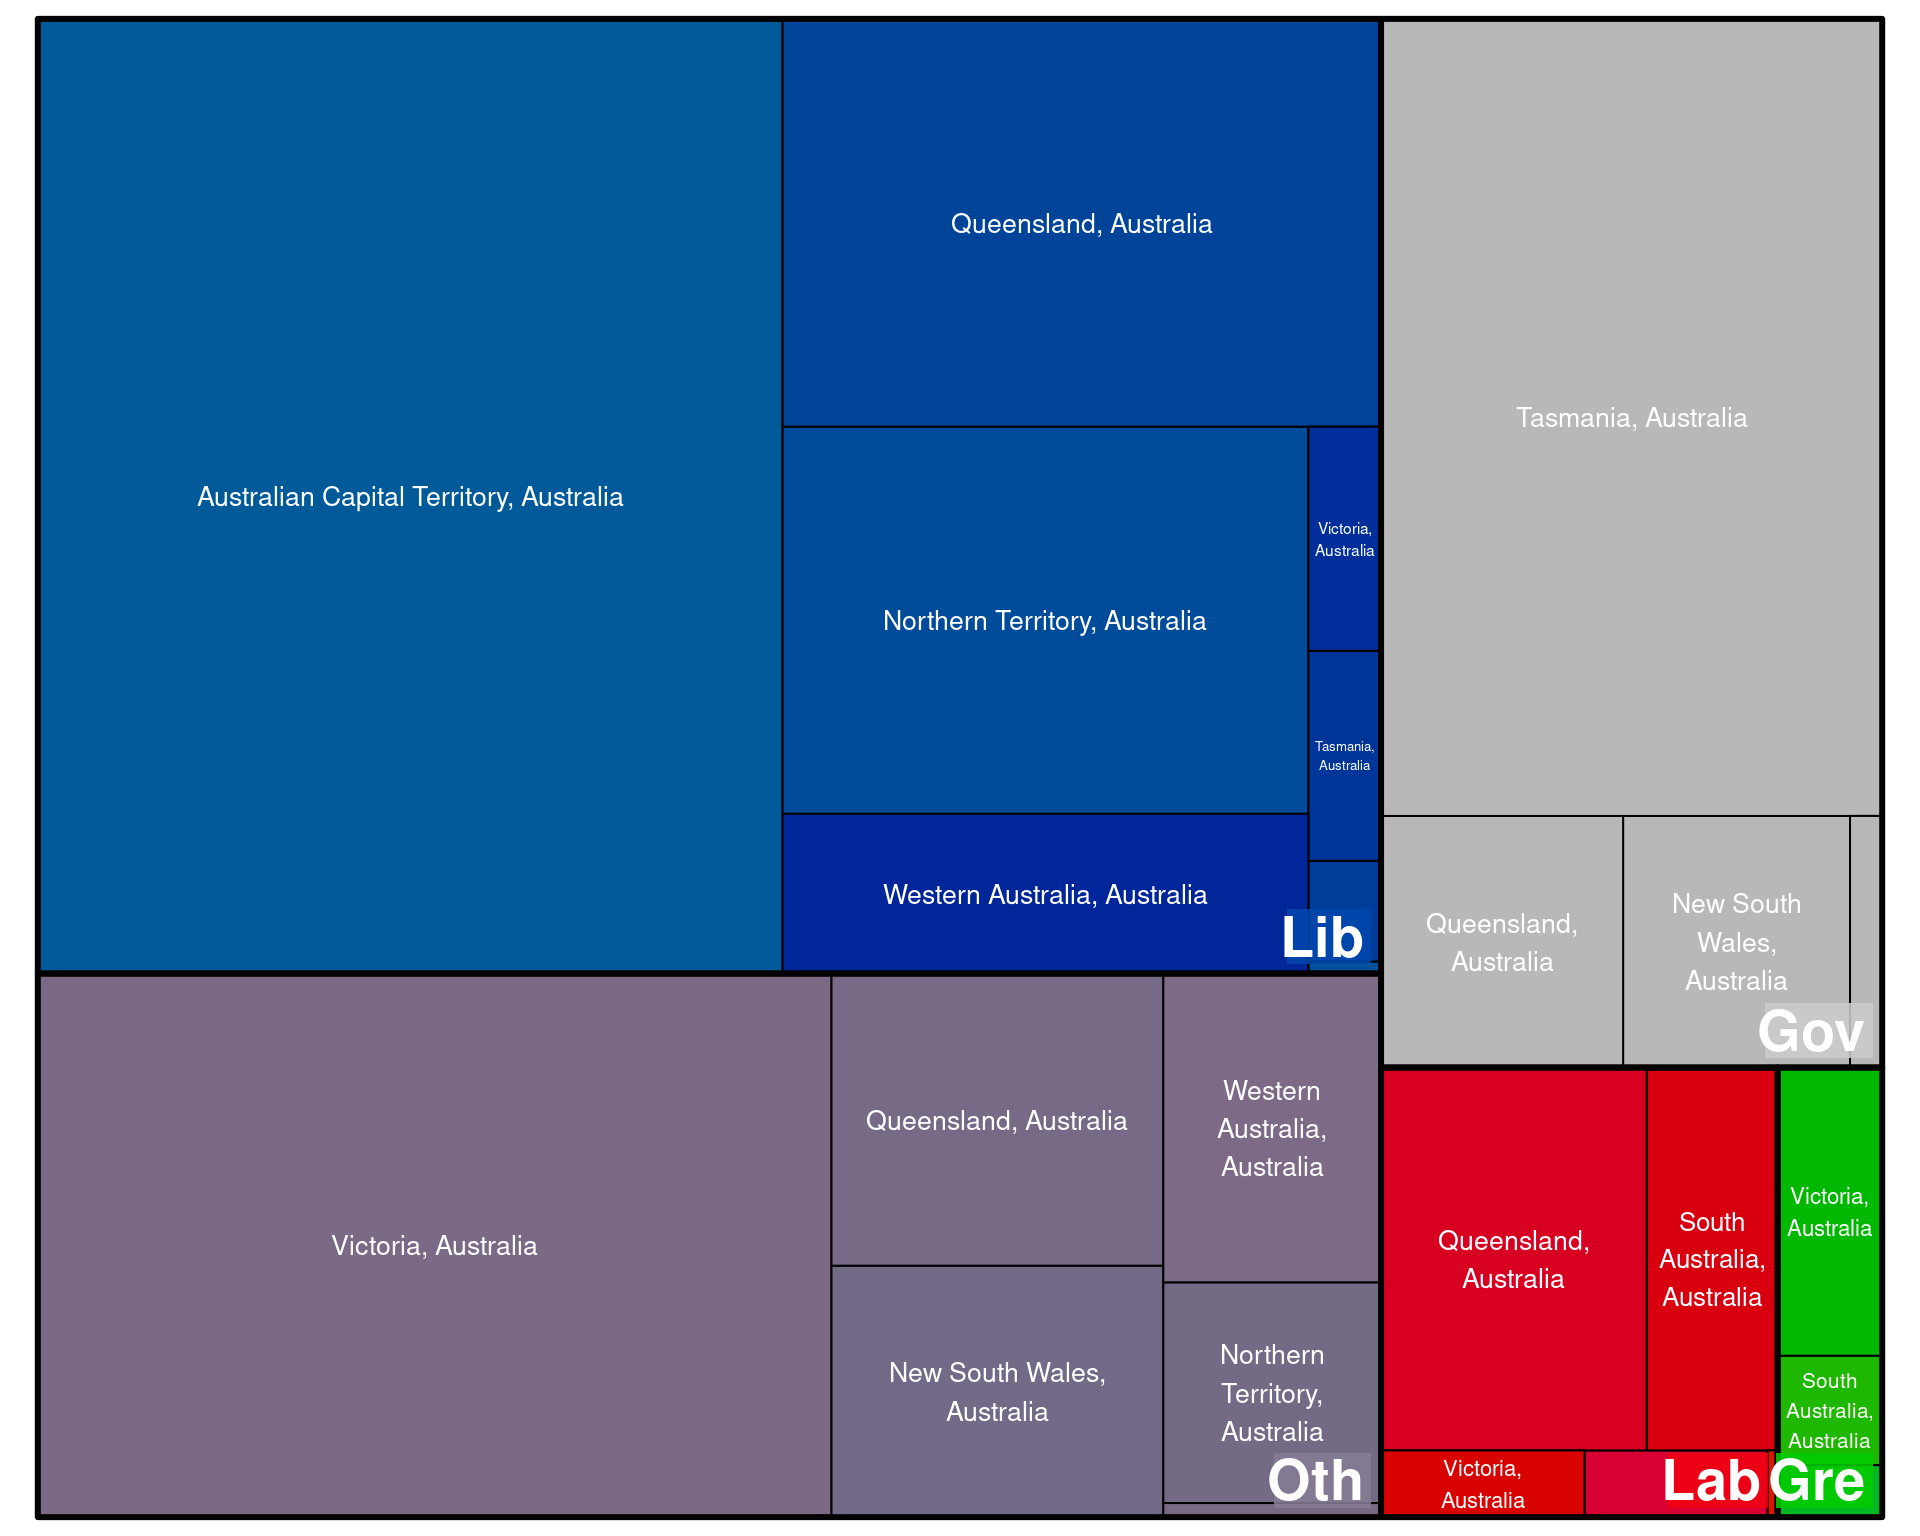 Australian Capital Territory, Australia
Queensland, Australia
Northern Territory, Australia
Victoria,
Australia
Tasmania,
Australia
Western Australia, Australia
Lib
Tasmania, Australia
Queensland,
Australia
New South
Wales,
Australia
Gov
Victoria, Australia
Queensland, Australia
New South Wales,
Australia
Western
Australia,
Australia
Northern
Territory,
Australia
Oth
Queensland,
Australia
South
Australia,
Australia
Victoria,
Australia
Lab
Victoria,
Australia
South
Australia,
Australia
Gre